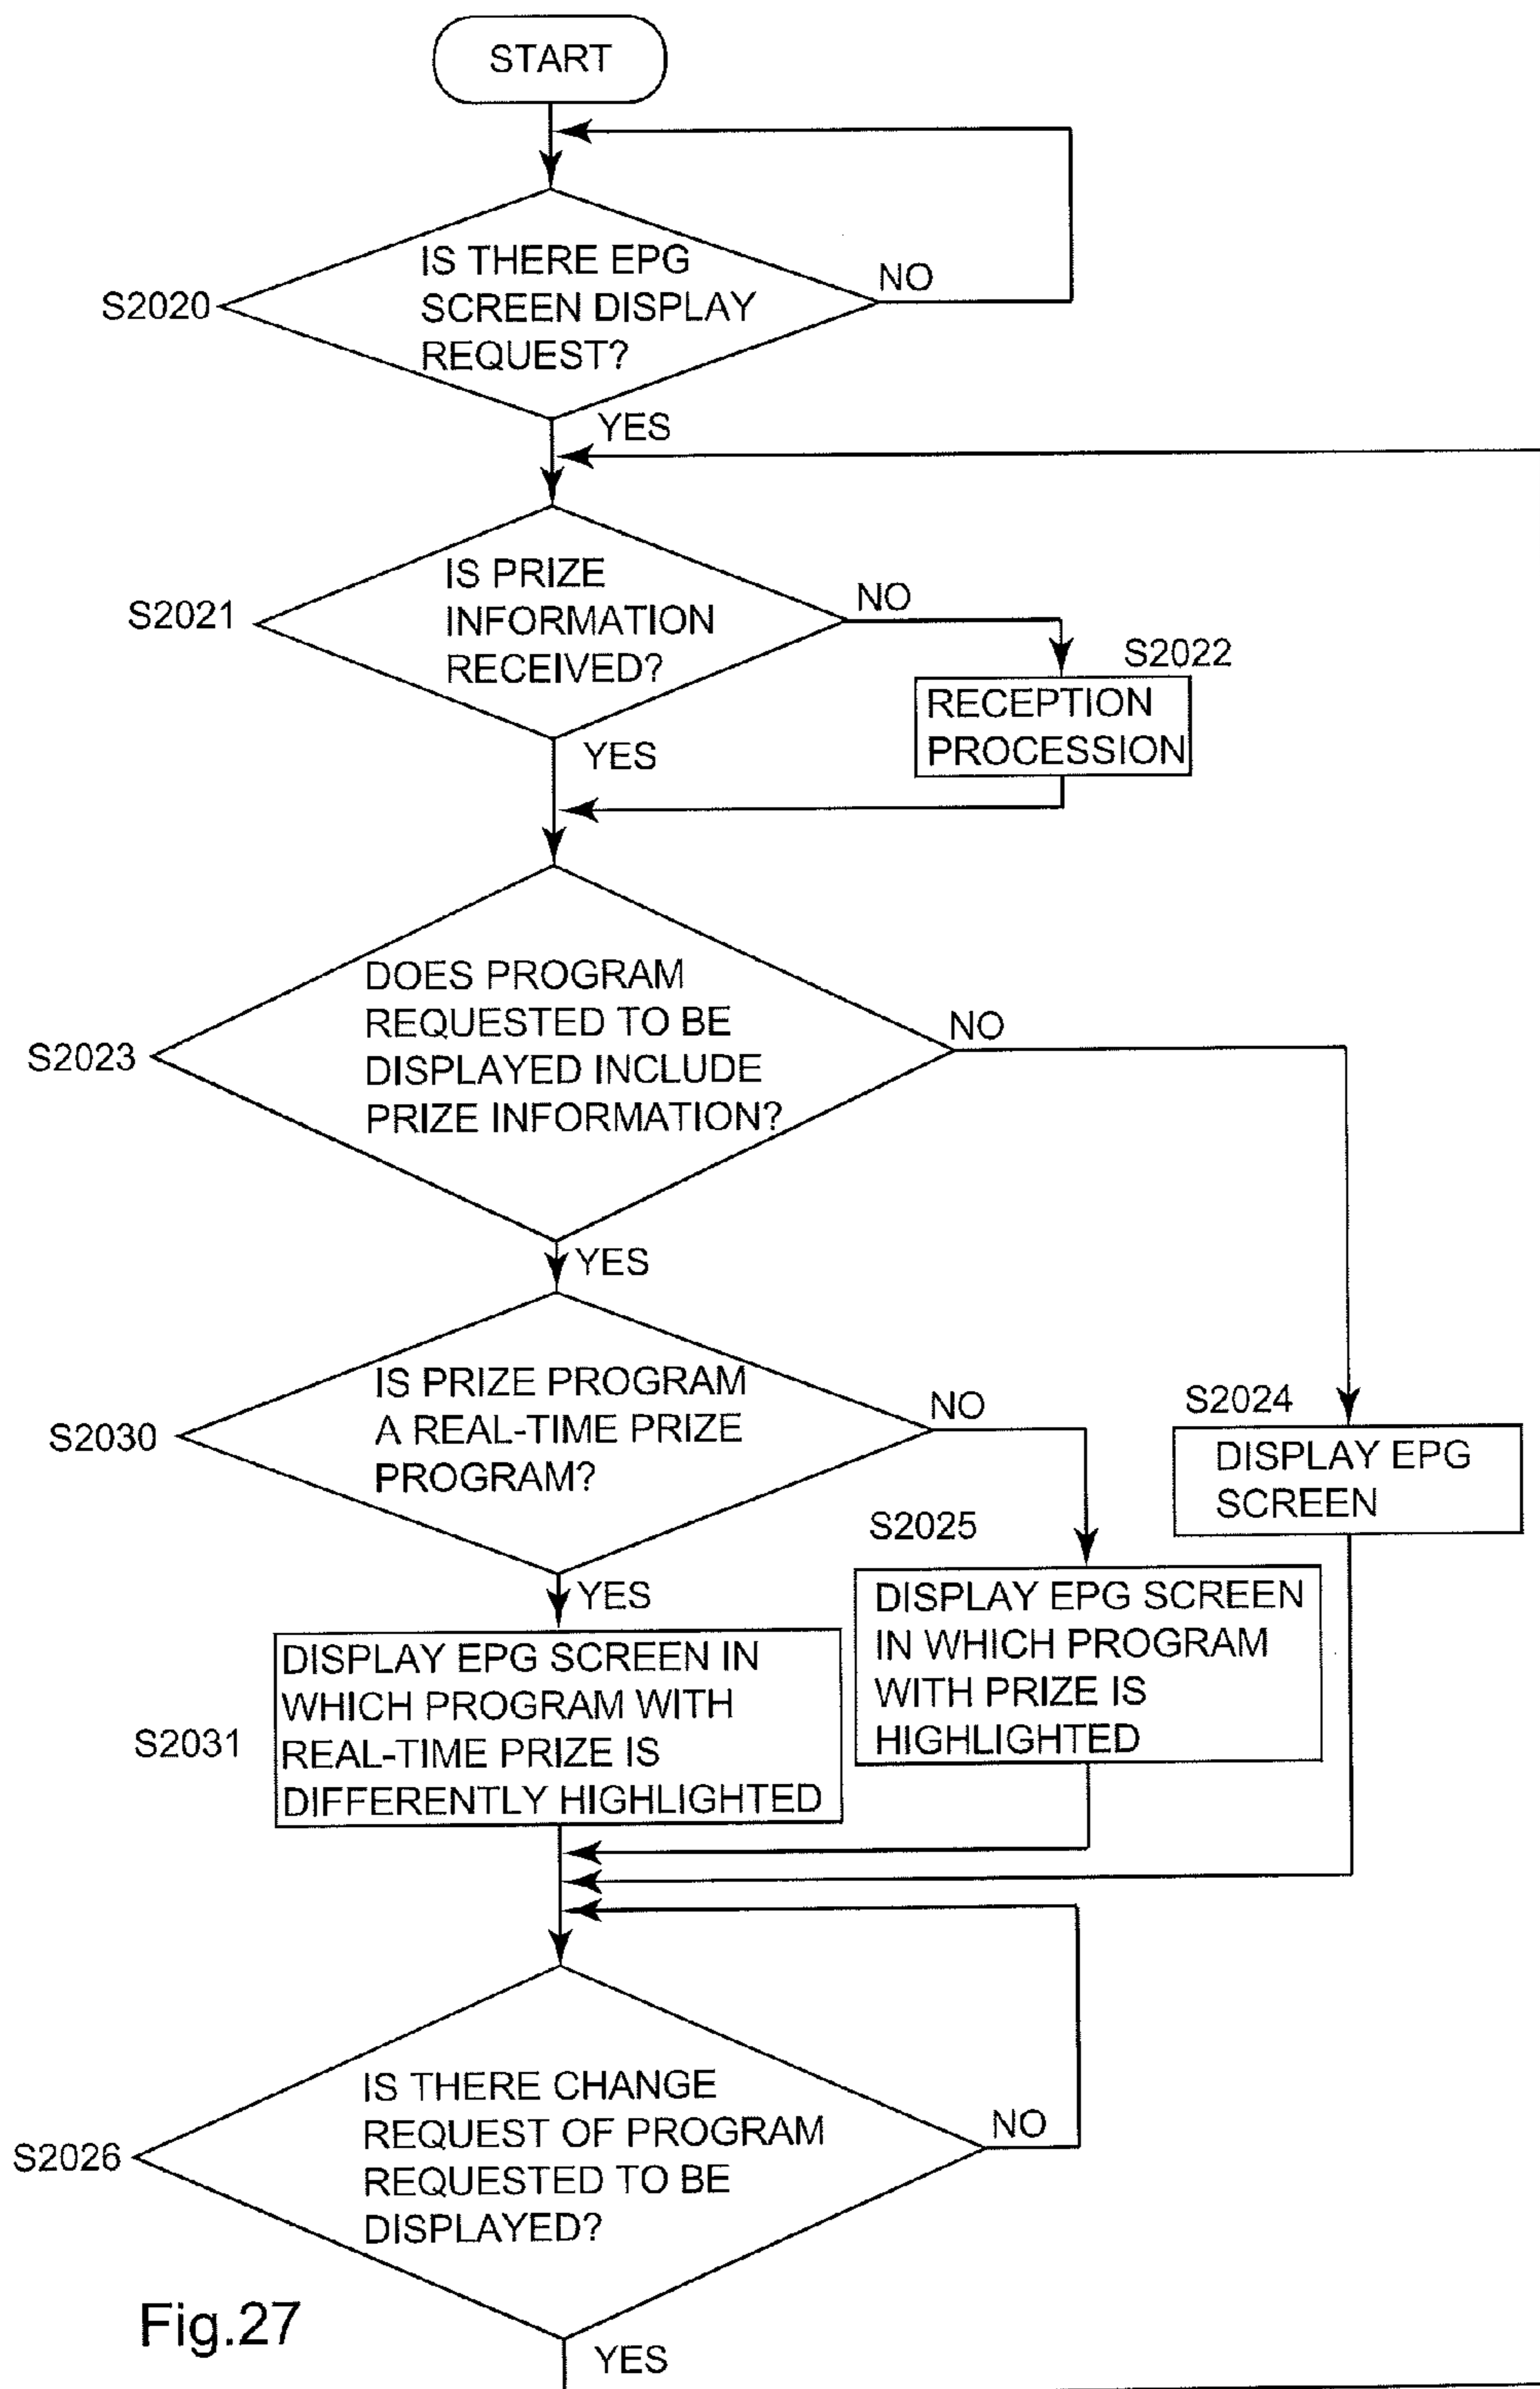 START
IS THERE EPG
SCREEN DISPLAY
REQUEST?
S2020
NO
YES
IS PRIZE
INFORMATION
RECEIVED?
S2021
NO
S2022
RECEPTION
PROCESSION
YES
DOES PROGRAM
REQUESTED TO BE
DISPLAYED INCLUDE
PRIZE INFORMATION?
S2023
NO
YES
IS PRIZE PROGRAM
A REAL-TIME PRIZE
PROGRAM?
S2030
NO
S2024
DISPLAY EPG
SCREEN
S2025
DISPLAY EPG SCREEN
IN WHICH PROGRAM
WITH PRIZE IS
HIGHLIGHTED
YES
DISPLAY EPG SCREEN IN
WHICH PROGRAM WITH
REAL-TIME PRIZE IS
DIFFERENTLY HIGHLIGHTED
S2031
IS THERE CHANGE
REQUEST OF PROGRAM
REQUESTED TO BE
DISPLAYED?
S2026
NO
YES
Fig.27